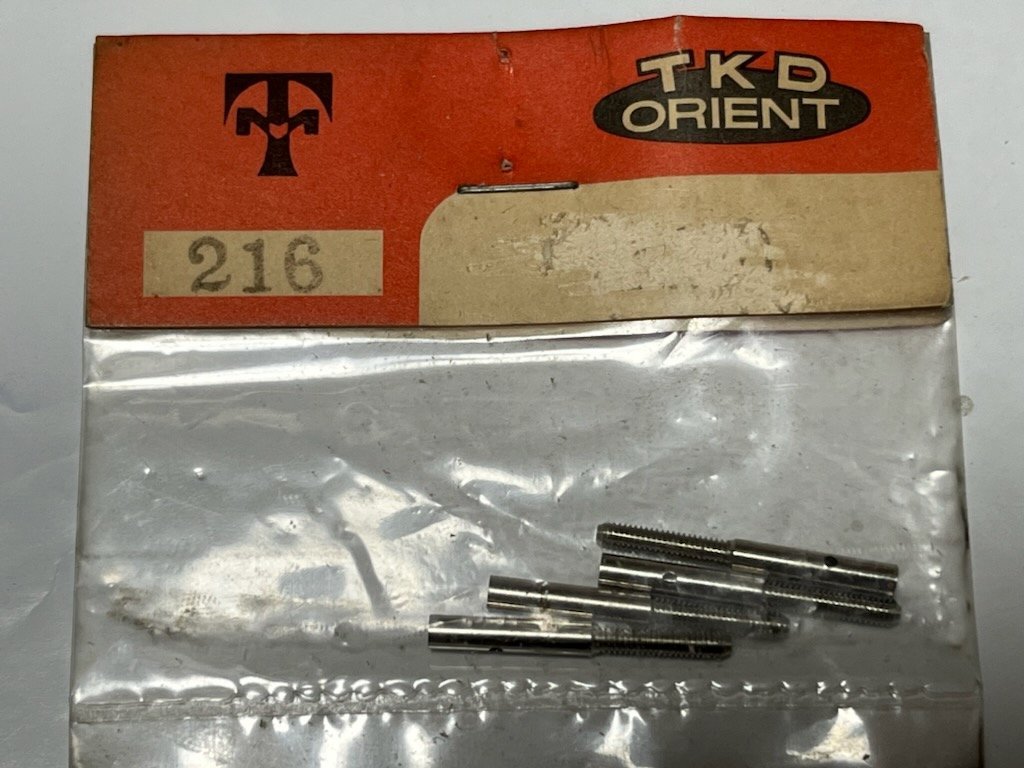 TKD
ORIENT
216